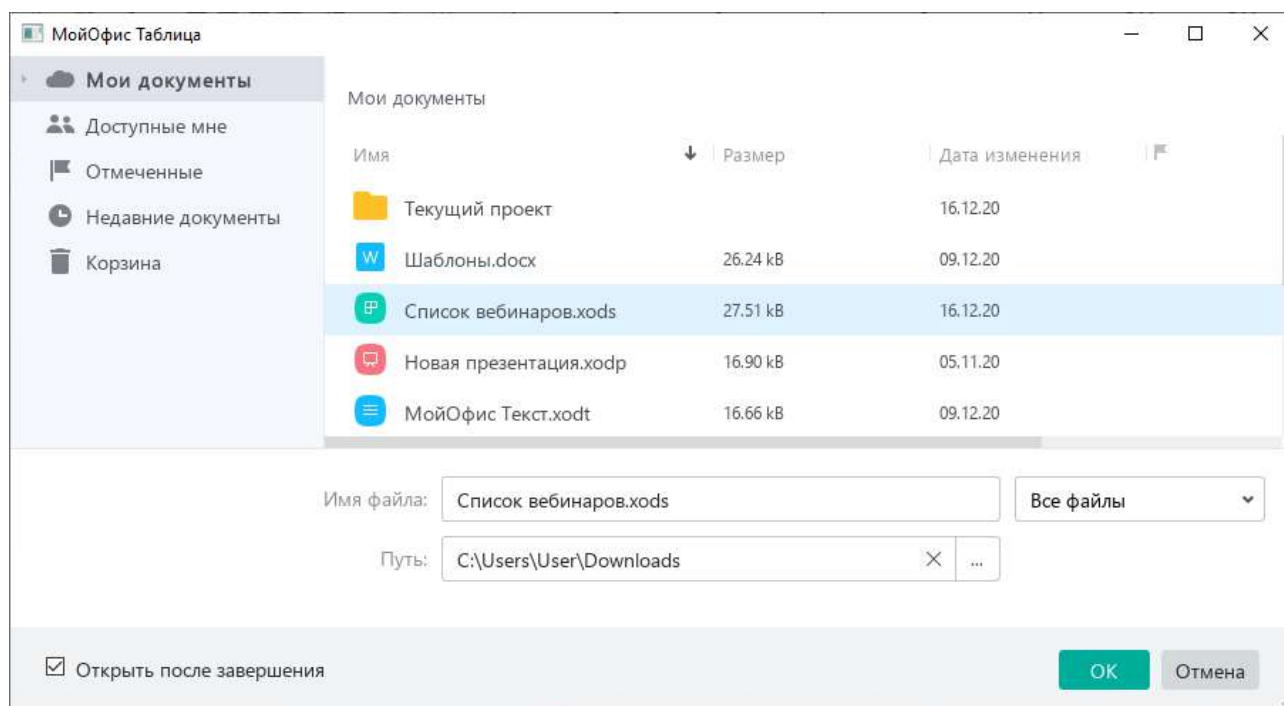 МойОфис Таблица
Мои документы
Доступные мне
Отмеченные
Недавние документы
Корзина
Мои документы
Имя Размер Дата изменения
Текущий проект 16.12.20
W Шаблоны.docx 26.24 kB 09.12.20
Список вебинаров.xods 27.51 kB 16.12.20
Новая презентация.xodp 16.90 kB 05.11.20
МойОфис Текст.xodt 16.66 kB 09.12.20
Имя файла: Список вебинаров.xods Все файлы
Путь: C:\Users\User\Downloads ...
Открыть после завершения OK Отмена